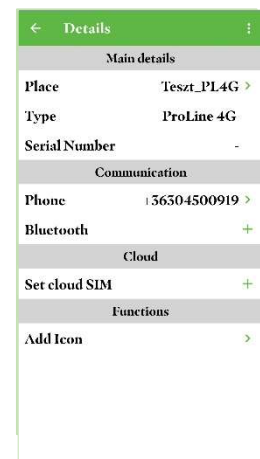 Details
Main details
Place Teszt_PL4G
Type ProLine 4G
Serial Number -
Communication
Phone 36304500919
Bluetooth +
Cloud
Set cloud SIM +
Functions
Add Icon